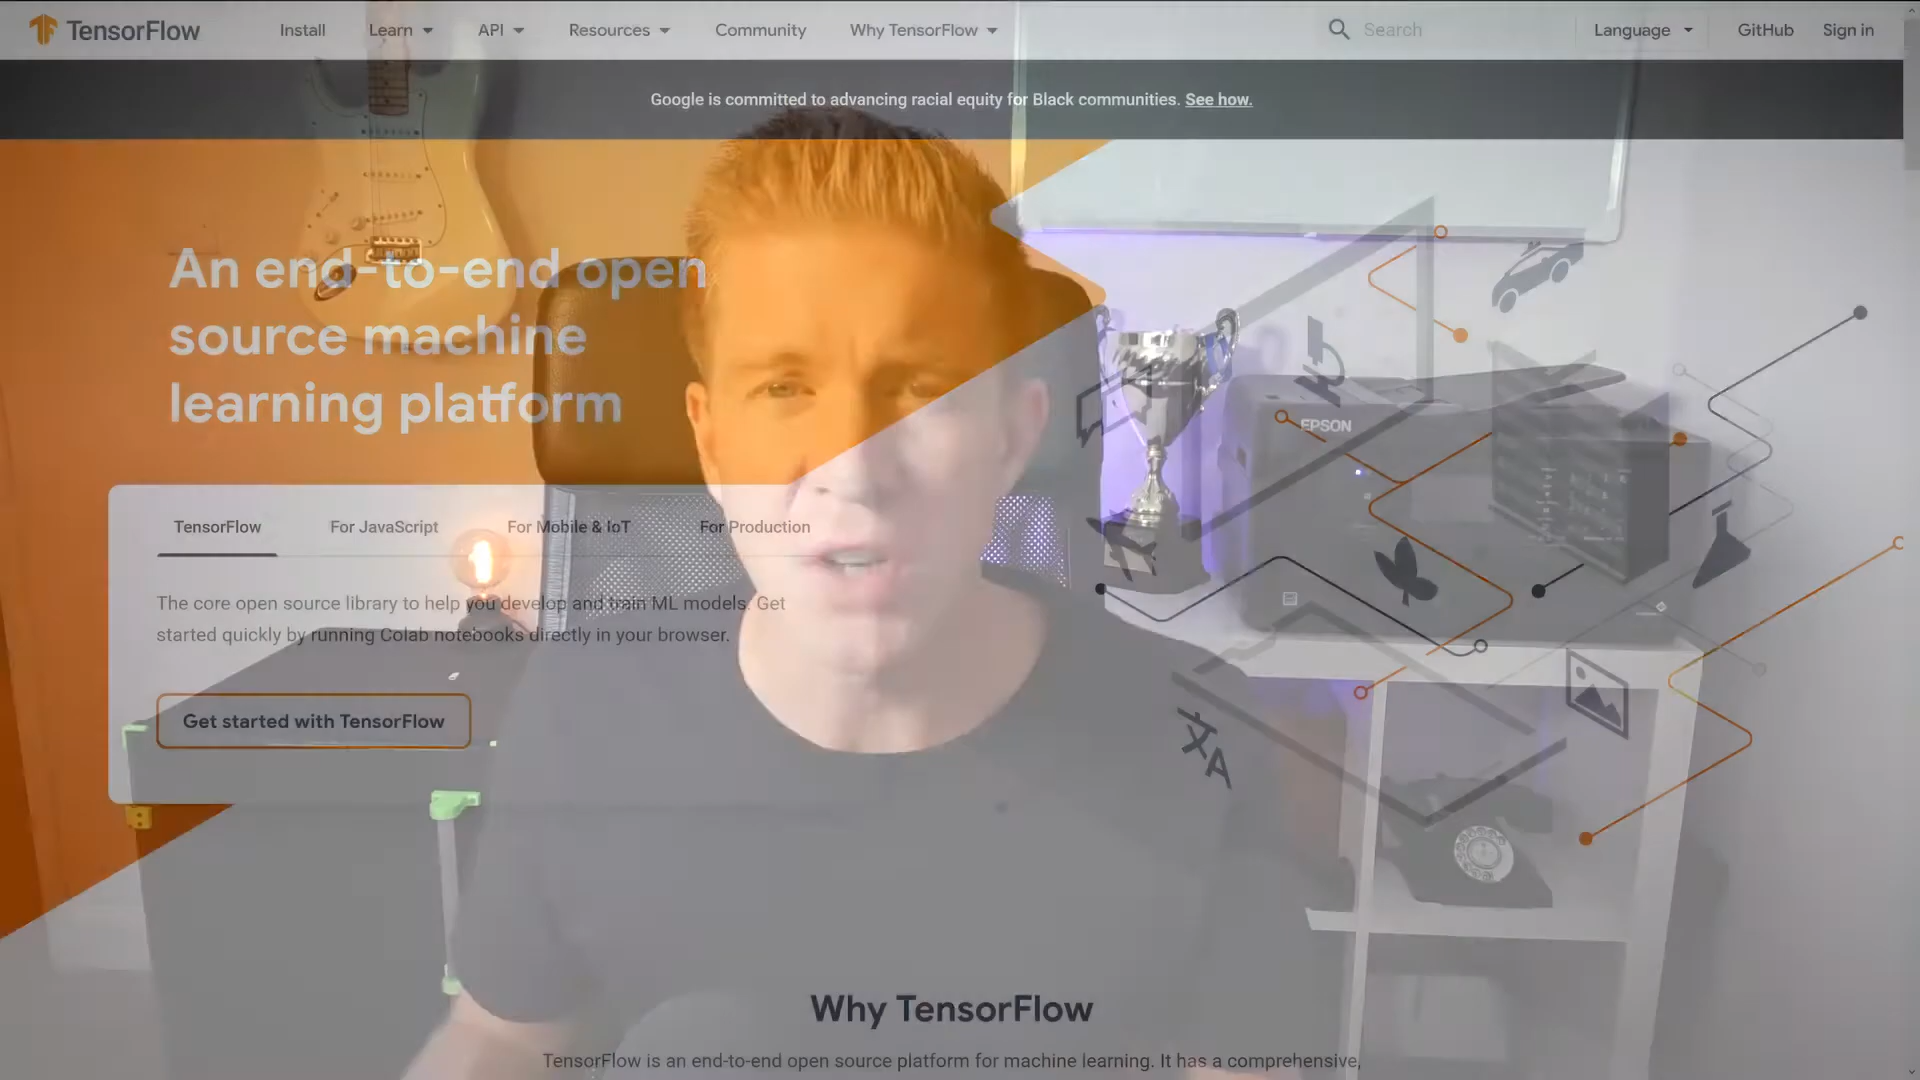 TensorFlow Install Learn API Resources Community Why TensorFlow Search Language GitHub Sign in
Google is committed to advancing racial equity for Black communities. See how.
An end-to-end open
source machine
learning platform
EPSON
TensorFlow For JavaScript For Mobile & IoT For Production
The core open source library to help you develop and train ML models. Get
started quickly by running Colab notebooks directly in your browser.
Get started with TensorFlow
文A
Why TensorFlow
TensorFlow is an end-to-end open source platform for machine learning. It has a comprehensive,